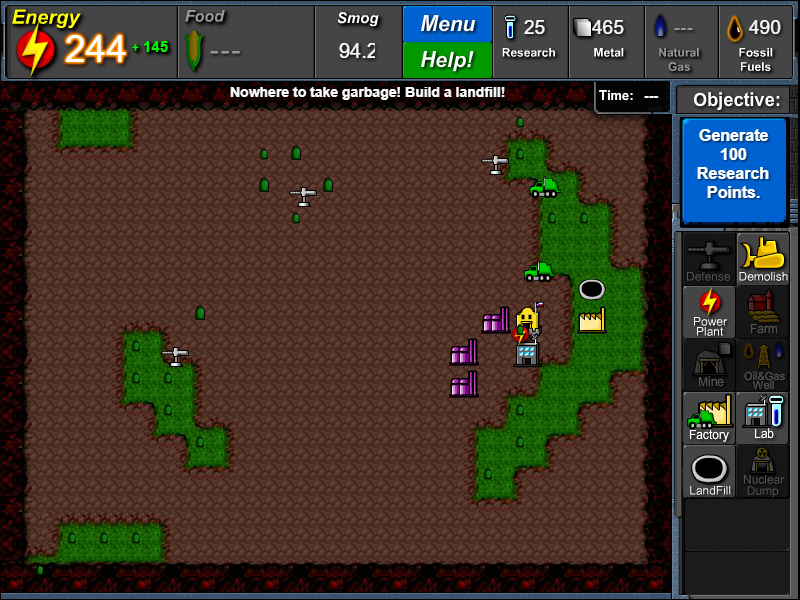 Energy
244 + 145
Food
---
Smog
94.2
Menu
Help!
25
Research
465
Metal
---
Natural
Gas
490
Fossil
Fuels
Nowhere to take garbage! Build a landfill!
Time: ---
Objective:
Generate
100
Research
Points.
Defense
Demolish
Power
Plant
Farm
Mine
Oil&Gas
Well
Factory
Lab
LandFill
Nuclear
Dump